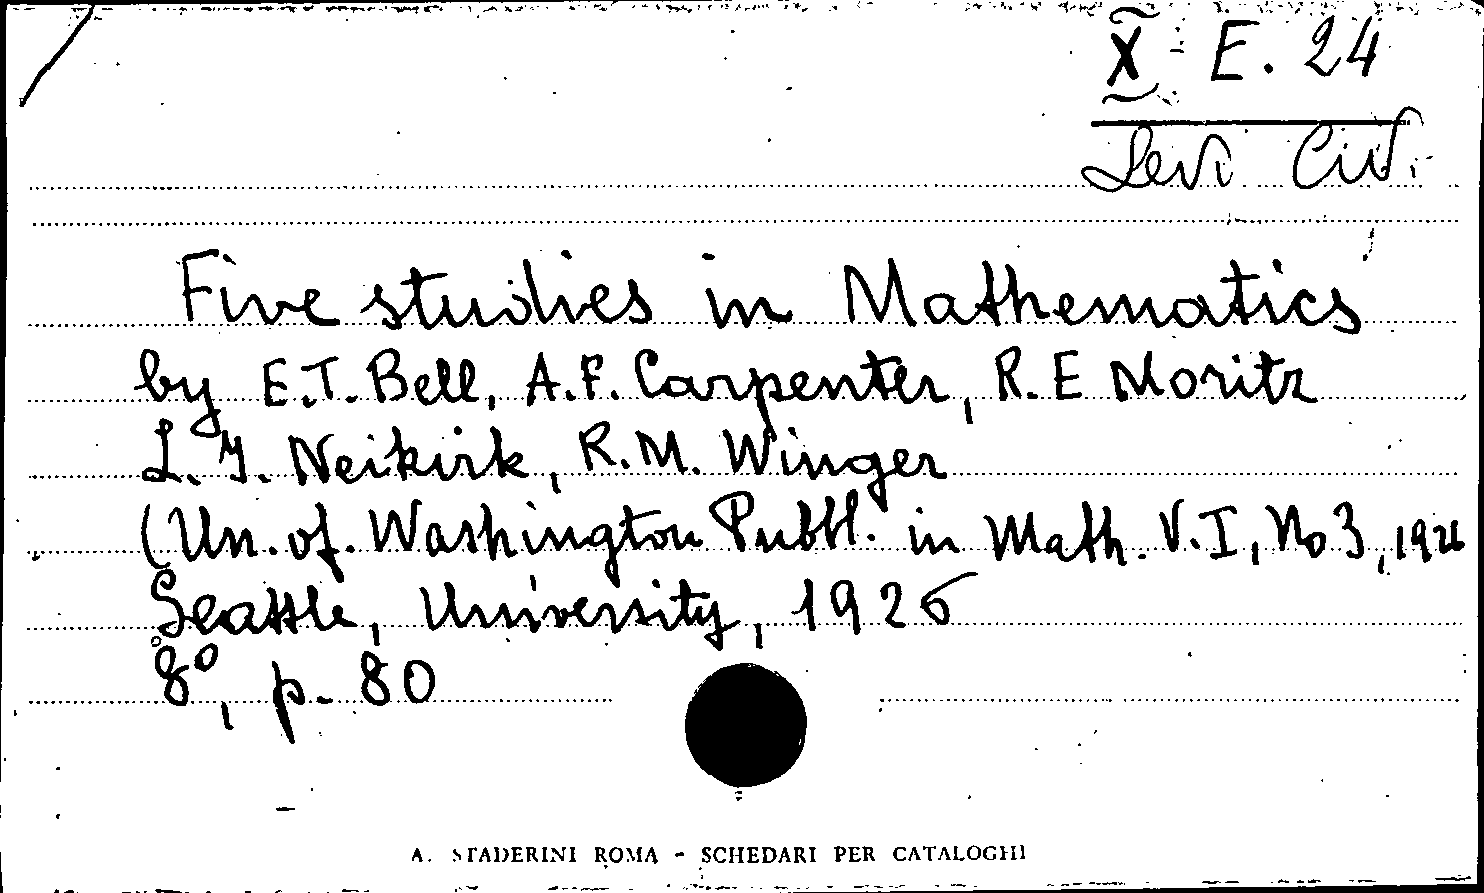 X E. 24
Levi Civ.
Five studies in Mathematics
by E.T. Bell, A.F. Carpenter, R.E Moritz
L. I. Neikirk, R.M. Winger
(Un. of. Washington Publ. in Math. V. I, No 3, 1926
Seattle, University, 1926
8°, p. 80
A. STADERINI ROMA - SCHEDARI PER CATALOGHI